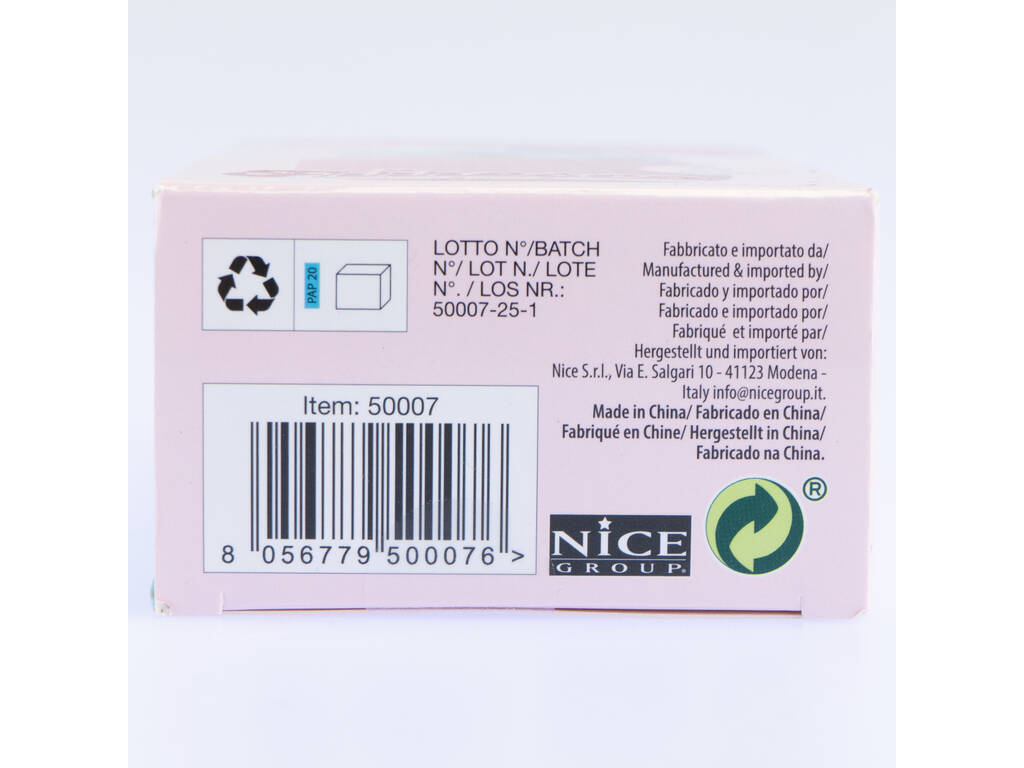 PAP 20
LOTTO N°/BATCH
N°/ LOT N./ LOTE
N°. / LOS NR.:
50007-25-1
Fabbricato e importato da/
Manufactured & imported by/
Fabricado y importado por/
Fabricado e importado por/
Fabriqué et importé par/
Hergestellt und importiert von:
Nice S.r.l., Via E. Salgari 10 - 41123 Modena -
Italy info@nicegroup.it.
Made in China/ Fabricado en China/
Fabriqué en Chine/ Hergestellt in China/
Fabricado na China.
Item: 50007
8 056779 500076 >
NICE
GROUP
®